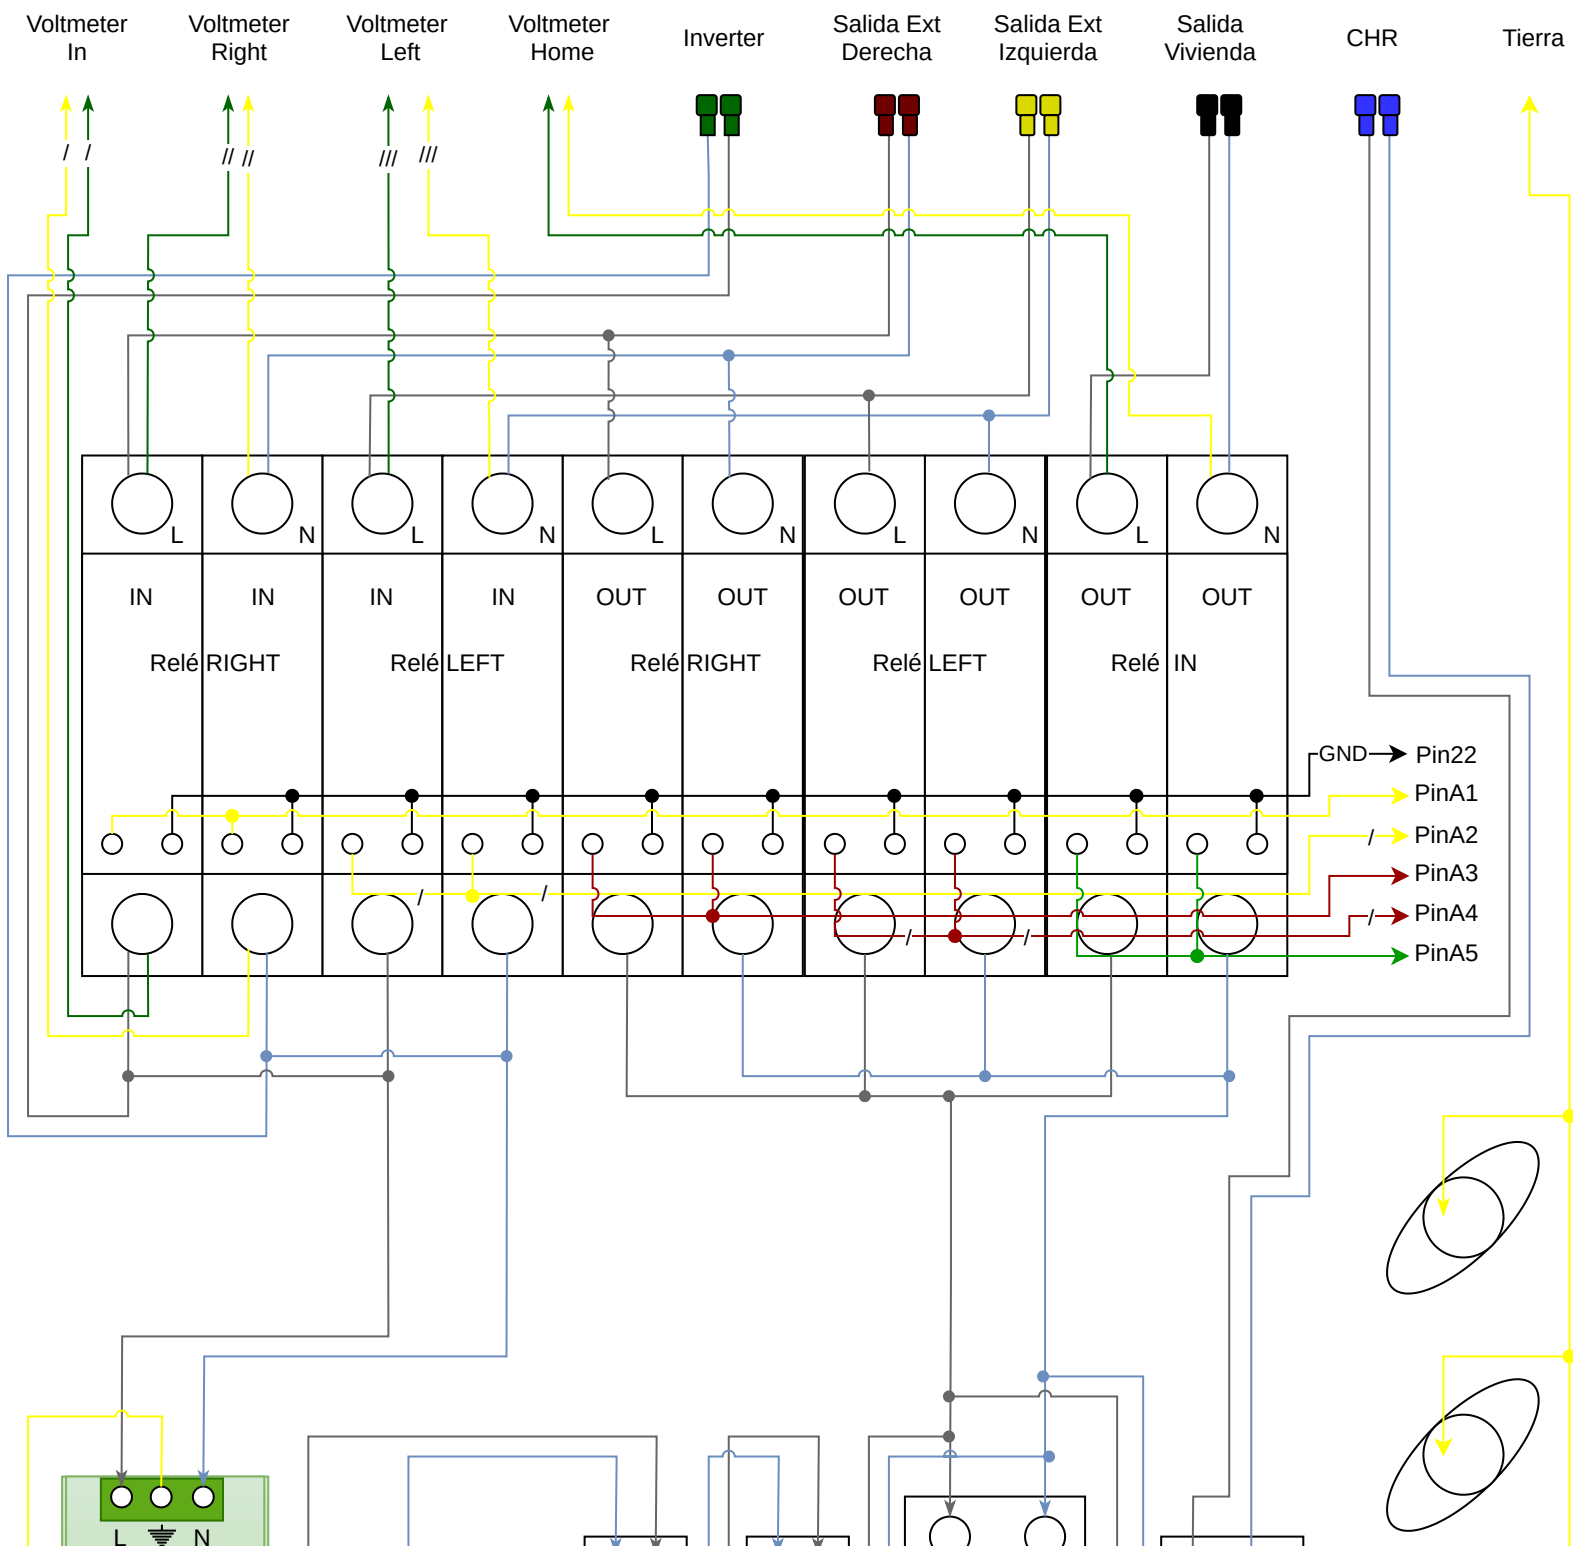 Voltmeter In
Voltmeter Right
Voltmeter Left
Voltmeter Home
Inverter
Salida Ext Derecha
Salida Ext Izquierda
Salida Vivienda
CHR
Tierra
/ / // // /// ///
L N L N L N L N L N
IN IN IN IN OUT OUT OUT OUT OUT OUT
Relé RIGHT
Relé LEFT
Relé RIGHT
Relé LEFT
Relé IN
GND Pin22
PinA1
/ PinA2
PinA3
/ PinA4
PinA5
/ /
/ /
L N